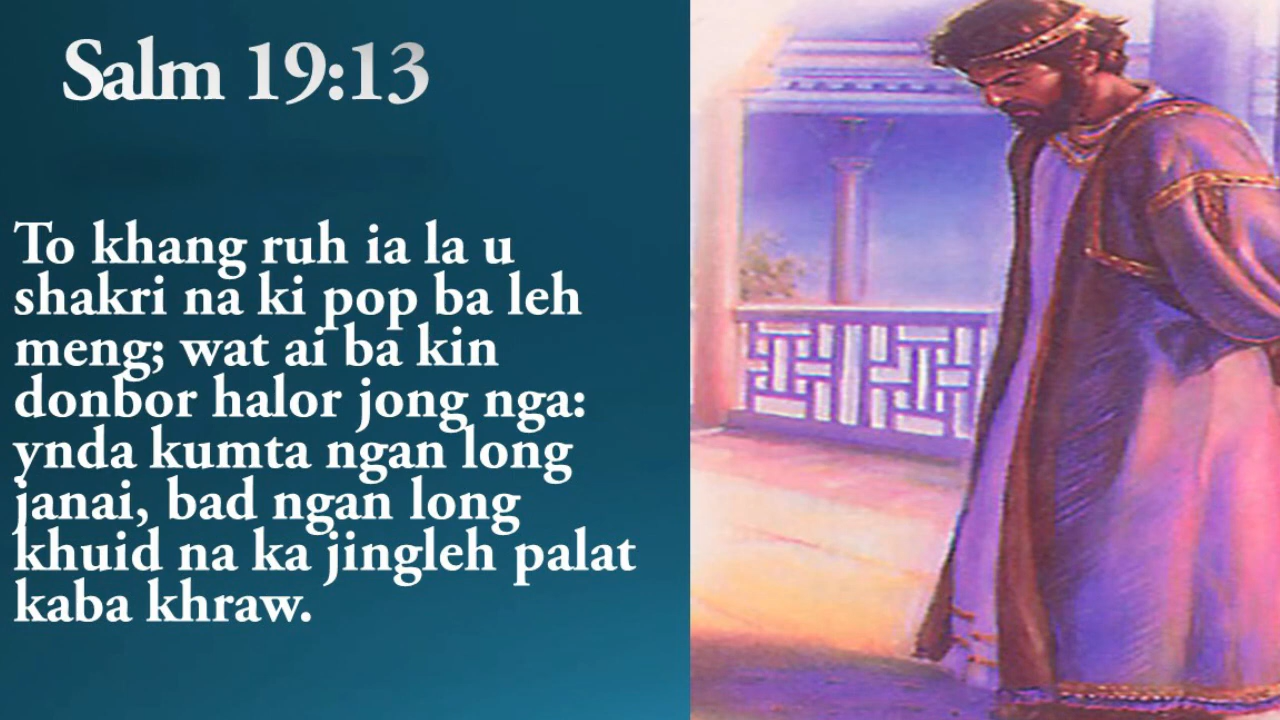 Salm 19:13
To khang ruh ia la u
shakri na ki pop ba leh
meng; wat ai ba kin
donbor halor jong nga:
ynda kumta ngan long
janai, bad ngan long
khuid na ka jingleh palat
kaba khraw.